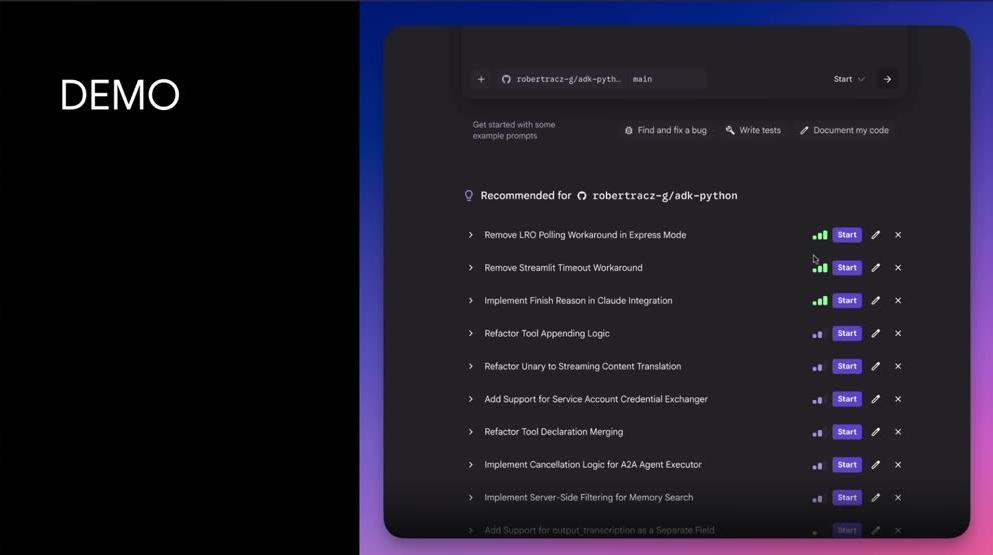 DEMO
robertracz-g/adk-pyth… main Start
Get started with some
example prompts
Find and fix a bug Write tests Document my code
Recommended for robertracz-g/adk-python
Remove LRO Polling Workaround in Express Mode Start
Remove Streamlit Timeout Workaround Start
Implement Finish Reason in Claude Integration Start
Refactor Tool Appending Logic Start
Refactor Unary to Streaming Content Translation Start
Add Support for Service Account Credential Exchanger Start
Refactor Tool Declaration Merging Start
Implement Cancellation Logic for A2A Agent Executor Start
Implement Server-Side Filtering for Memory Search Start
Add Support for output_transcription as a Separate Field Start